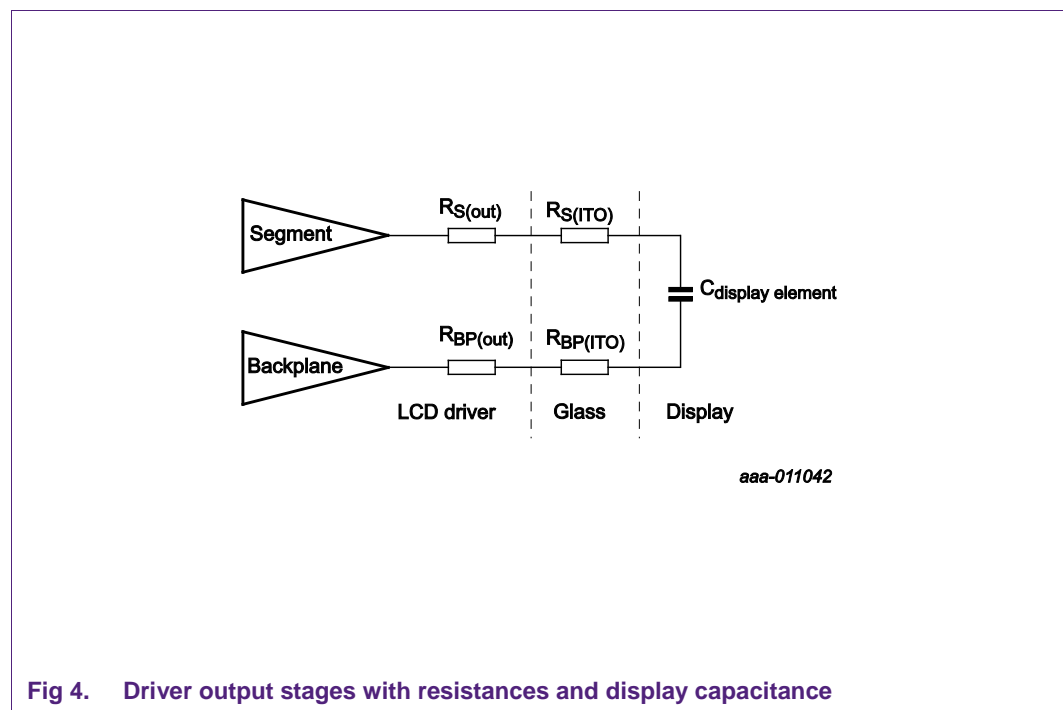 RS(out) RS(ITO)
Segment
Cdisplay element
RBP(out) RBP(ITO)
Backplane
LCD driver Glass Display
aaa-011042
Fig 4. Driver output stages with resistances and display capacitance